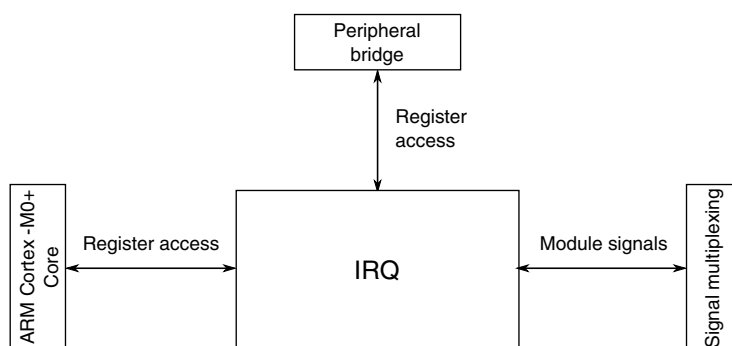 Peripheral
bridge
Register
access
ARM Cortex -M0+
Core
Register access
IRQ
Module signals
Signal multiplexing